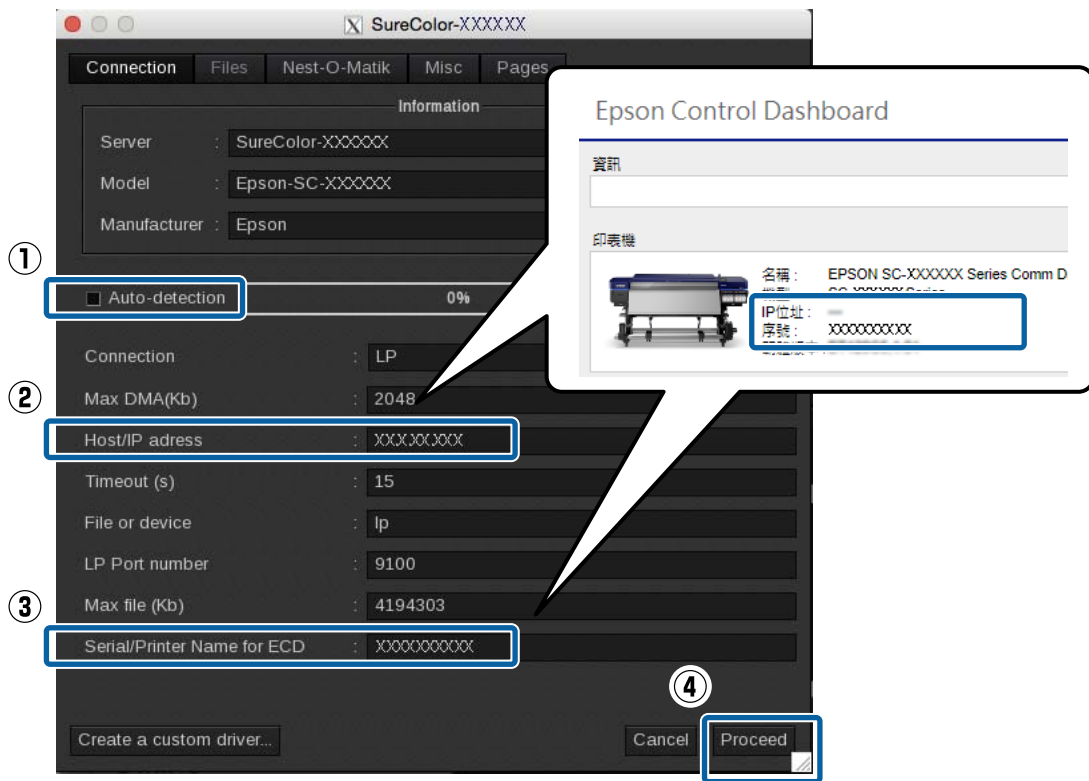 SureColor-XXXXXX
Connection Files Nest-O-Matik Misc Pages
Information
Server : SureColor-XXXXXX
Model : Epson-SC-XXXXXX
Manufacturer : Epson
①
Auto-detection 0%
Connection : LP
②
Max DMA(Kb) : 2048
Host/IP adress : XXX.XX.XXX
Timeout (s) : 15
File or device : lp
LP Port number : 9100
③
Max file (Kb) : 4194303
Serial/Printer Name for ECD : XXXXXXXXXX
④
Create a custom driver... Cancel Proceed
Epson Control Dashboard
資訊
印表機
名稱 : EPSON SC-XXXXXX Series Comm D
SC-XXXXXX Series
IP位址 :
序號 : XXXXXXXXXX